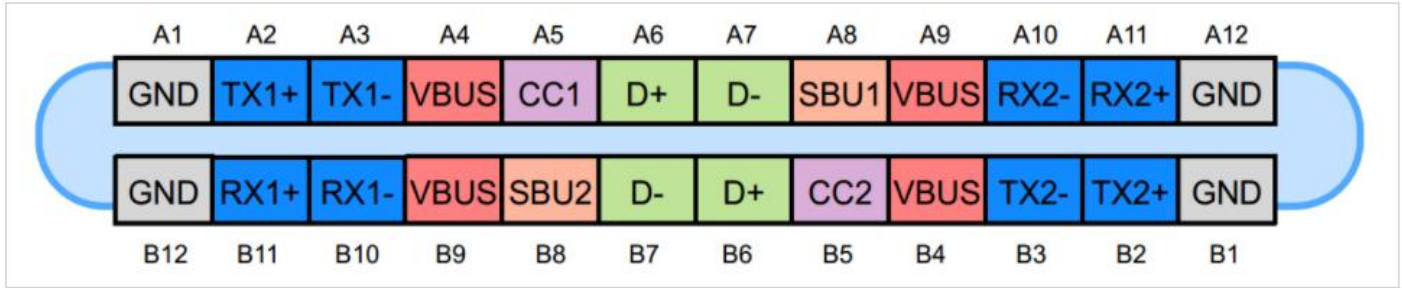 A1 A2 A3 A4 A5 A6 A7 A8 A9 A10 A11 A12
GND TX1+ TX1- VBUS CC1 D+ D- SBU1 VBUS RX2- RX2+ GND
GND RX1+ RX1- VBUS SBU2 D- D+ CC2 VBUS TX2- TX2+ GND
B12 B11 B10 B9 B8 B7 B6 B5 B4 B3 B2 B1